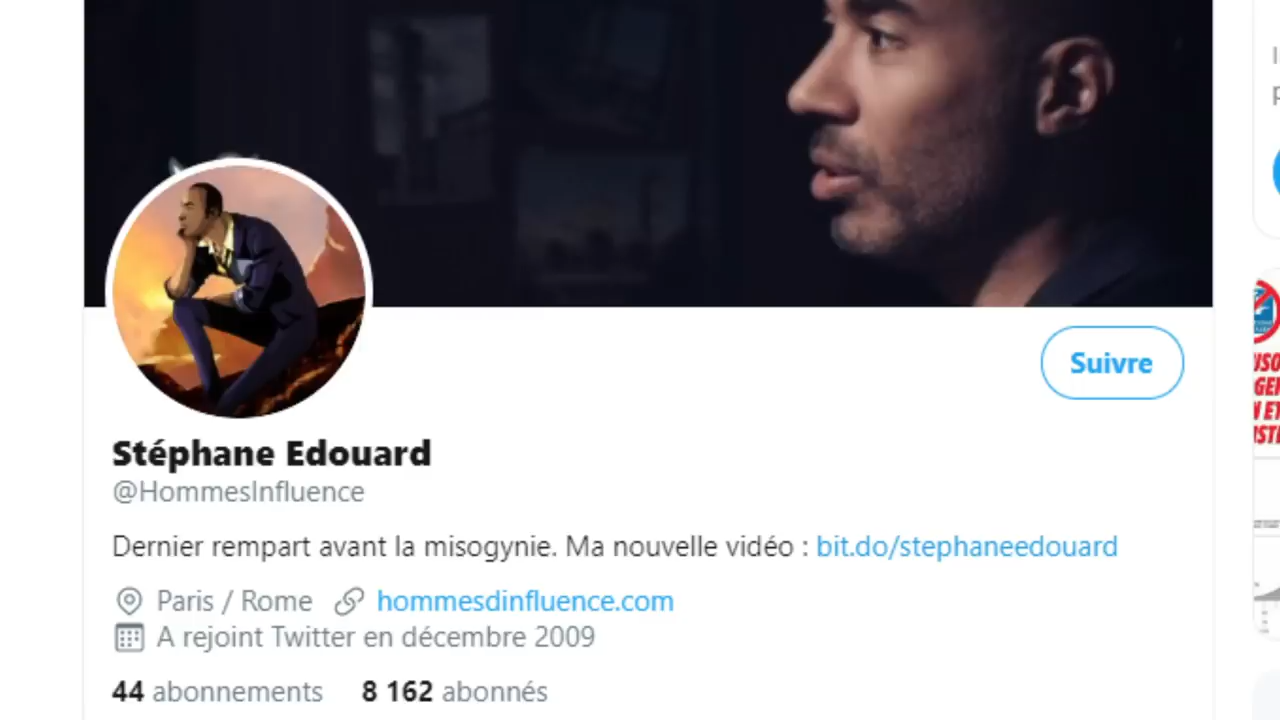 Suivre
Stéphane Edouard
@HommesInfluence
Dernier rempart avant la misogynie. Ma nouvelle vidéo : bit.do/stephaneedouard
Paris / Rome hommesdinfluence.com
A rejoint Twitter en décembre 2009
44 abonnements 8 162 abonnés